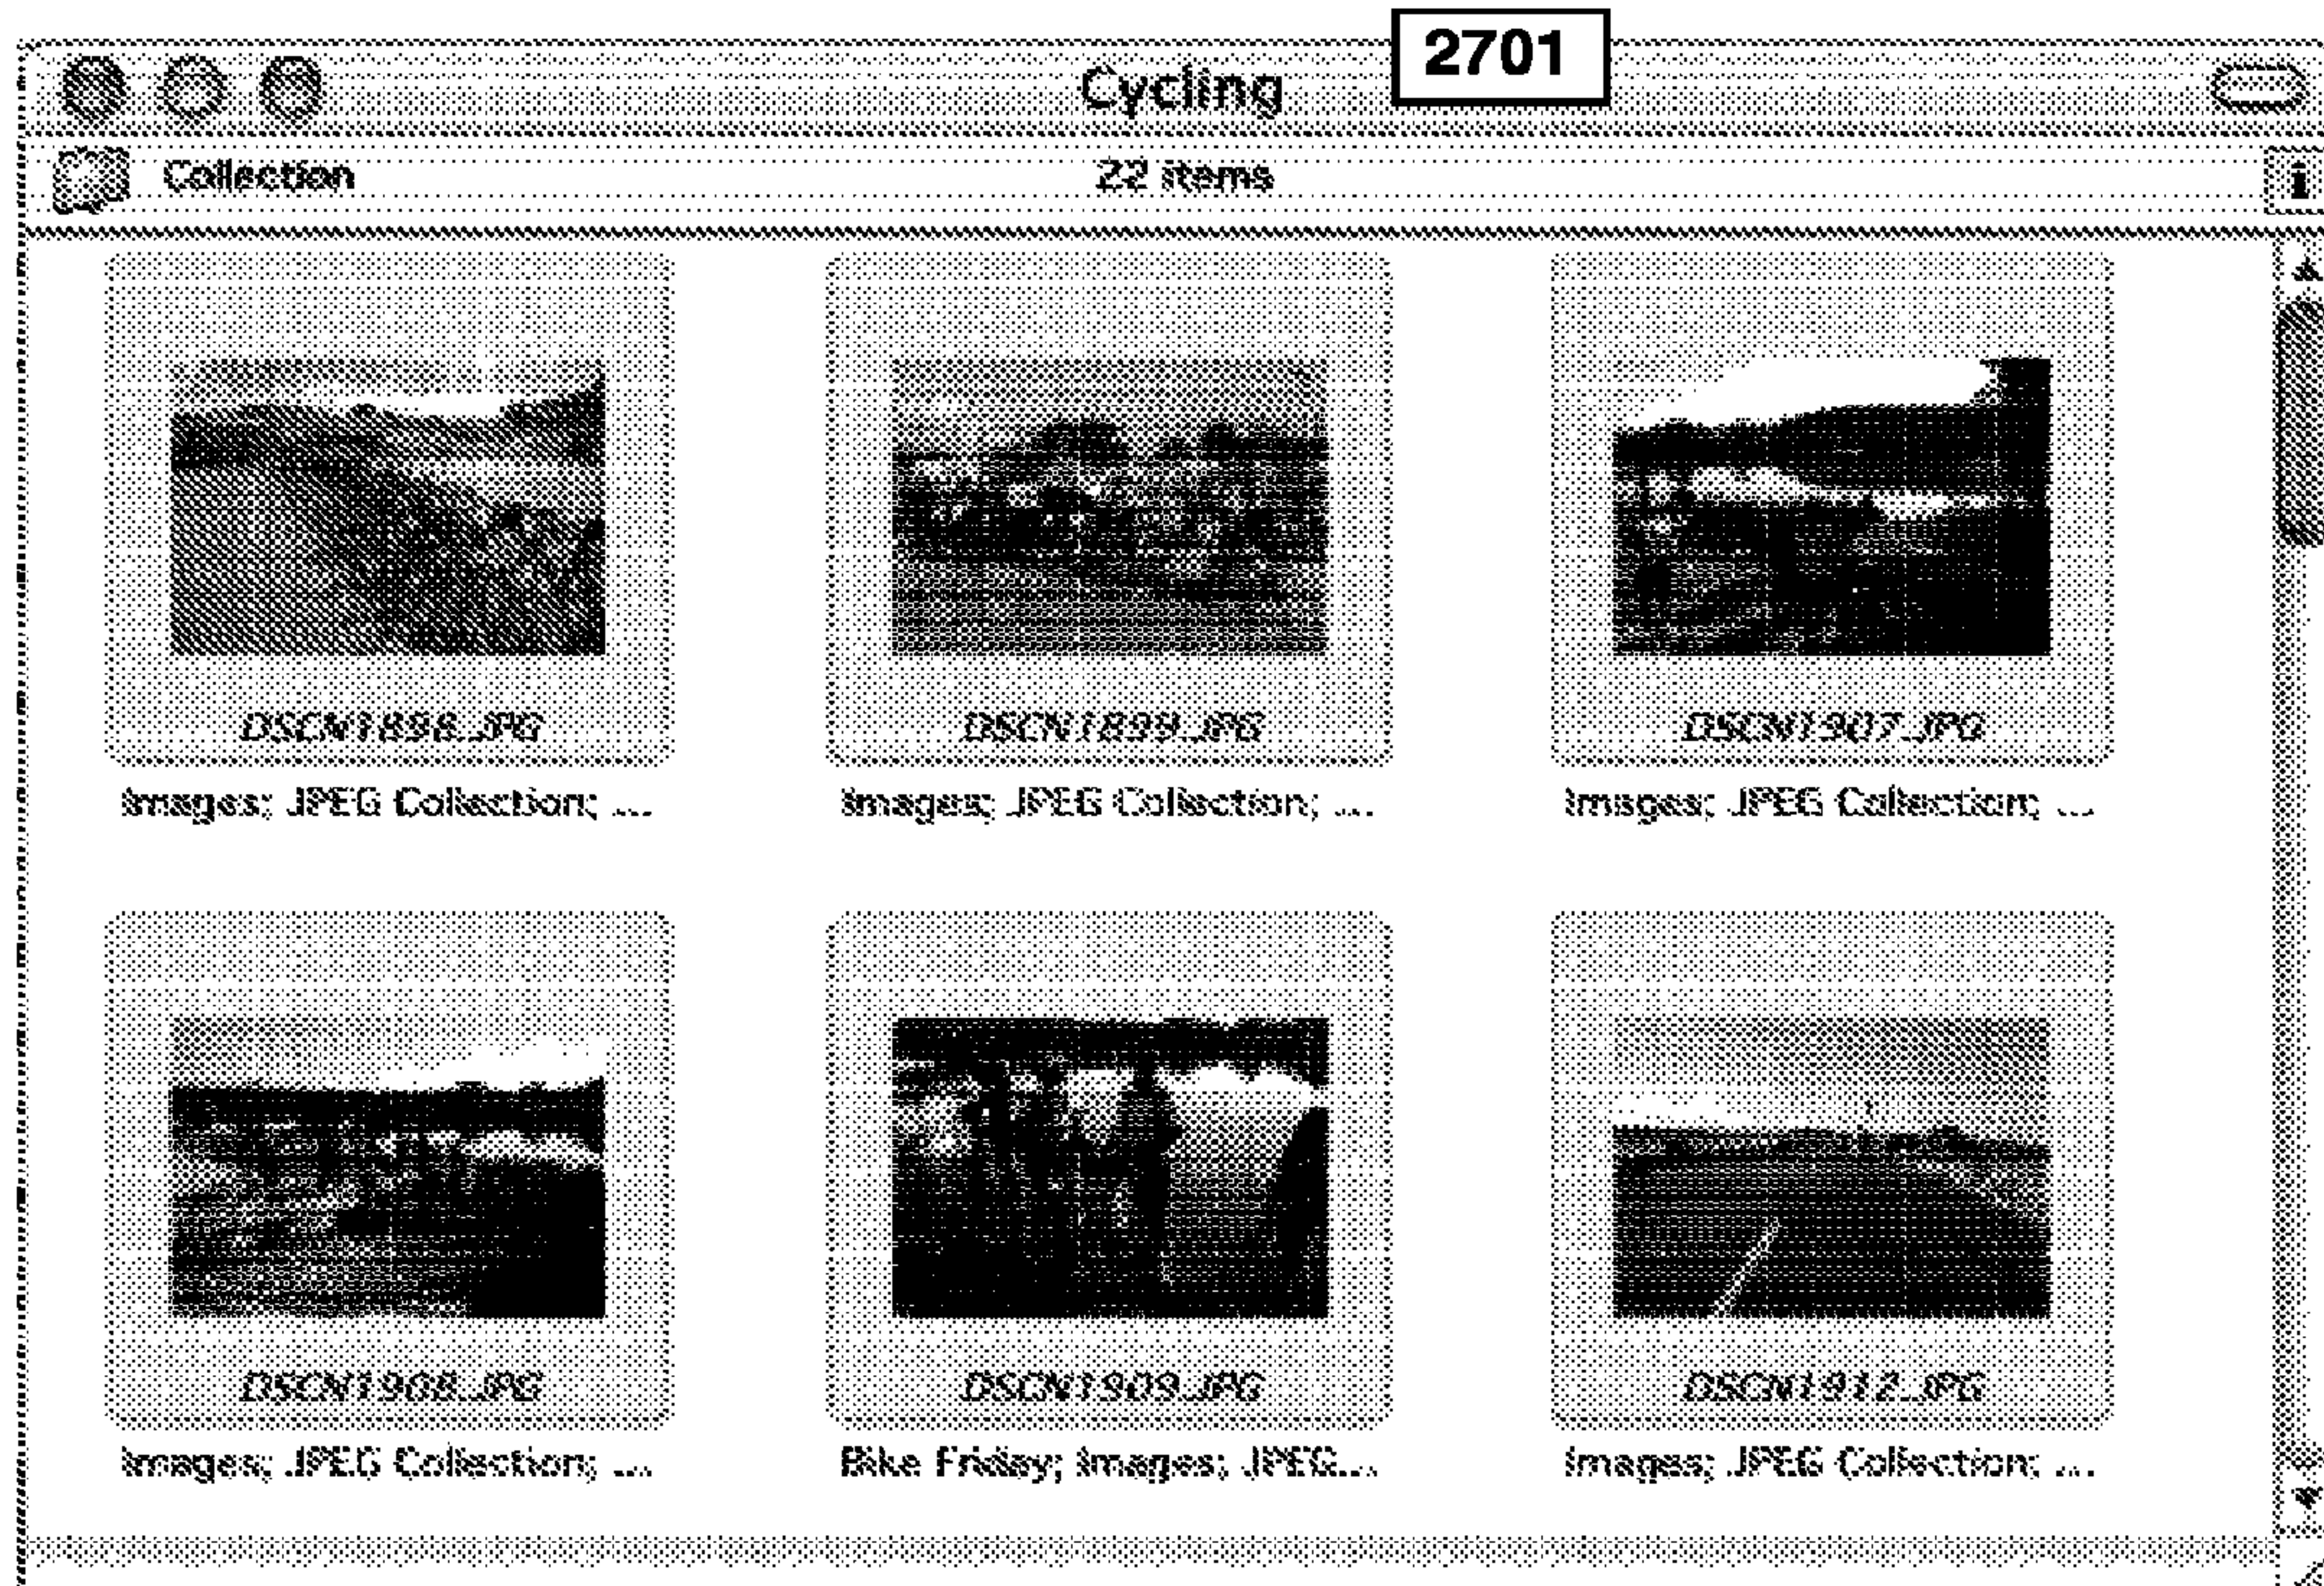 2701
Cycling
Collection 22 items i
DSCN1898.JPG DSCN1899.JPG DSCN1907.JPG
Images; JPEG Collection; ... Images; JPEG Collection; ... Images; JPEG Collection; ...
DSCN1908.JPG DSCN1909.JPG DSCN1912.JPG
Images; JPEG Collection; ... Bike Friday; Images; JPEG... Images; JPEG Collection; ...